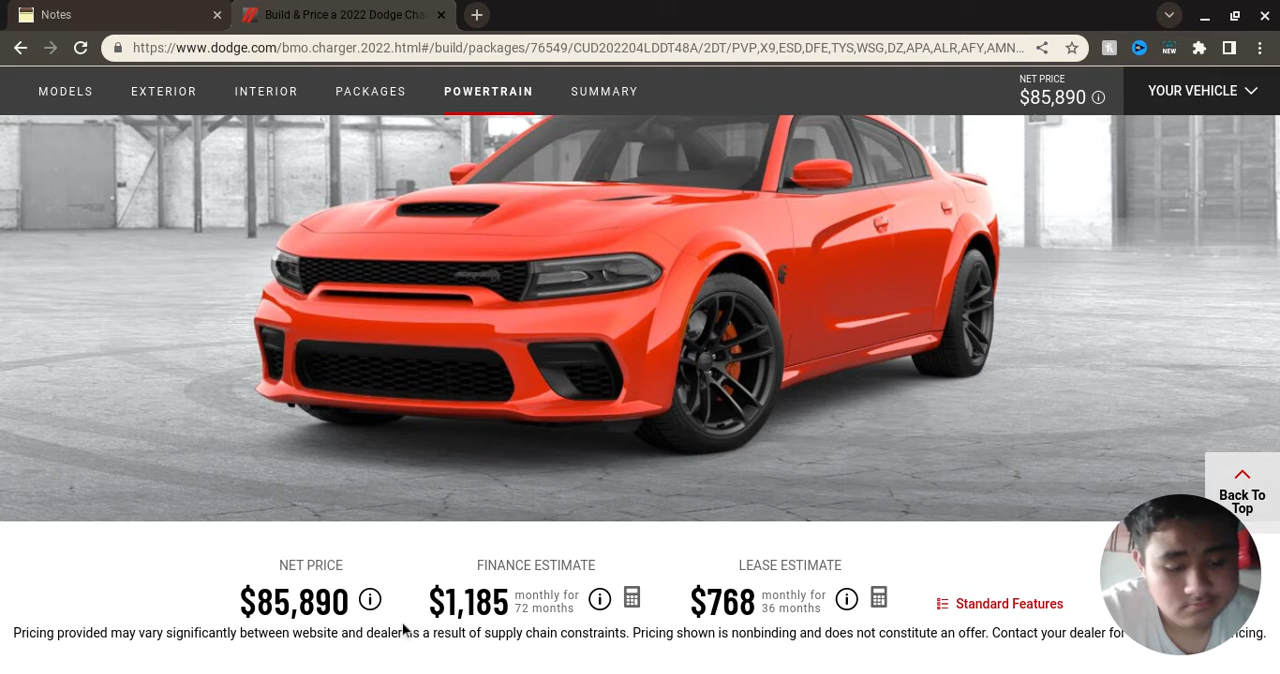 Notes
Build & Price a 2022 Dodge Cha
https://www.dodge.com/bmo.charger.2022.html#/build/packages/76549/CUD202204LDDT48A/2DT/PVP,X9,ESD,DFE,TYS,WSG,DZ,APA,ALR,AFY,AMN...
NEW
MODELS EXTERIOR INTERIOR PACKAGES POWERTRAIN SUMMARY
NET PRICE
$85,890
YOUR VEHICLE
Back To
Top
NET PRICE
$85,890
FINANCE ESTIMATE
$1,185 monthly for
72 months
LEASE ESTIMATE
$768 monthly for
36 months
Standard Features
Pricing provided may vary significantly between website and dealer as a result of supply chain constraints. Pricing shown is nonbinding and does not constitute an offer. Contact your dealer for